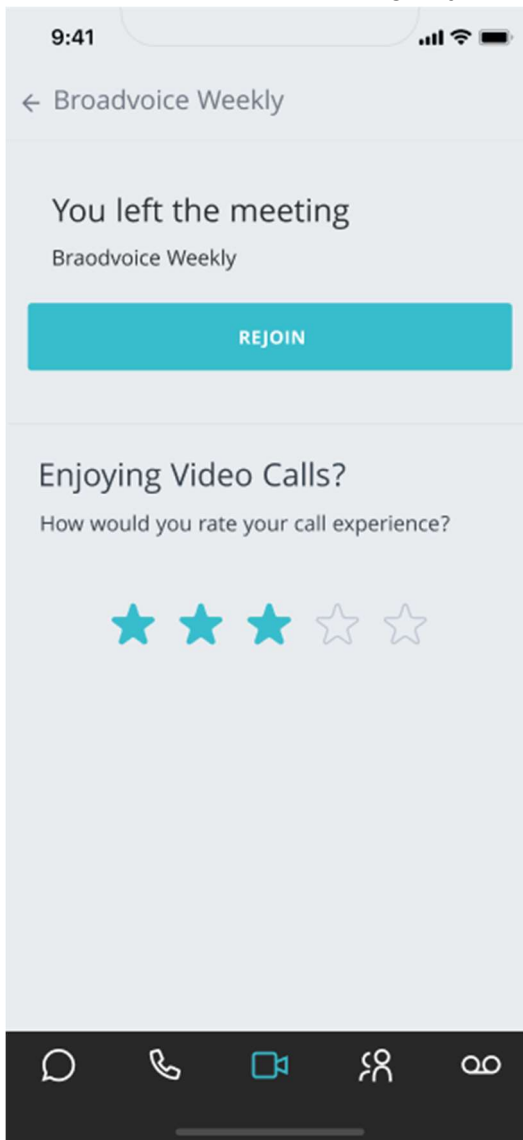 9:41
Broadvoice Weekly
You left the meeting
Braodvoice Weekly
REJOIN
Enjoying Video Calls?
How would you rate your call experience?